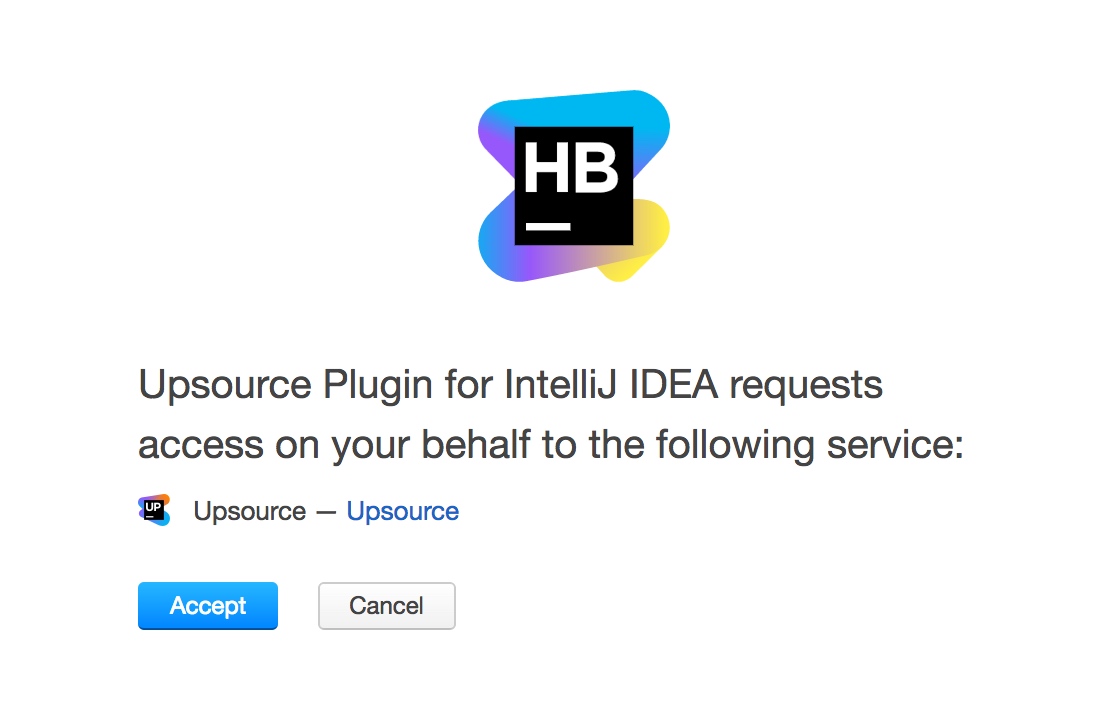 HB
Upsource Plugin for IntelliJ IDEA requests
access on your behalf to the following service:
UP Upsource — Upsource
Accept Cancel